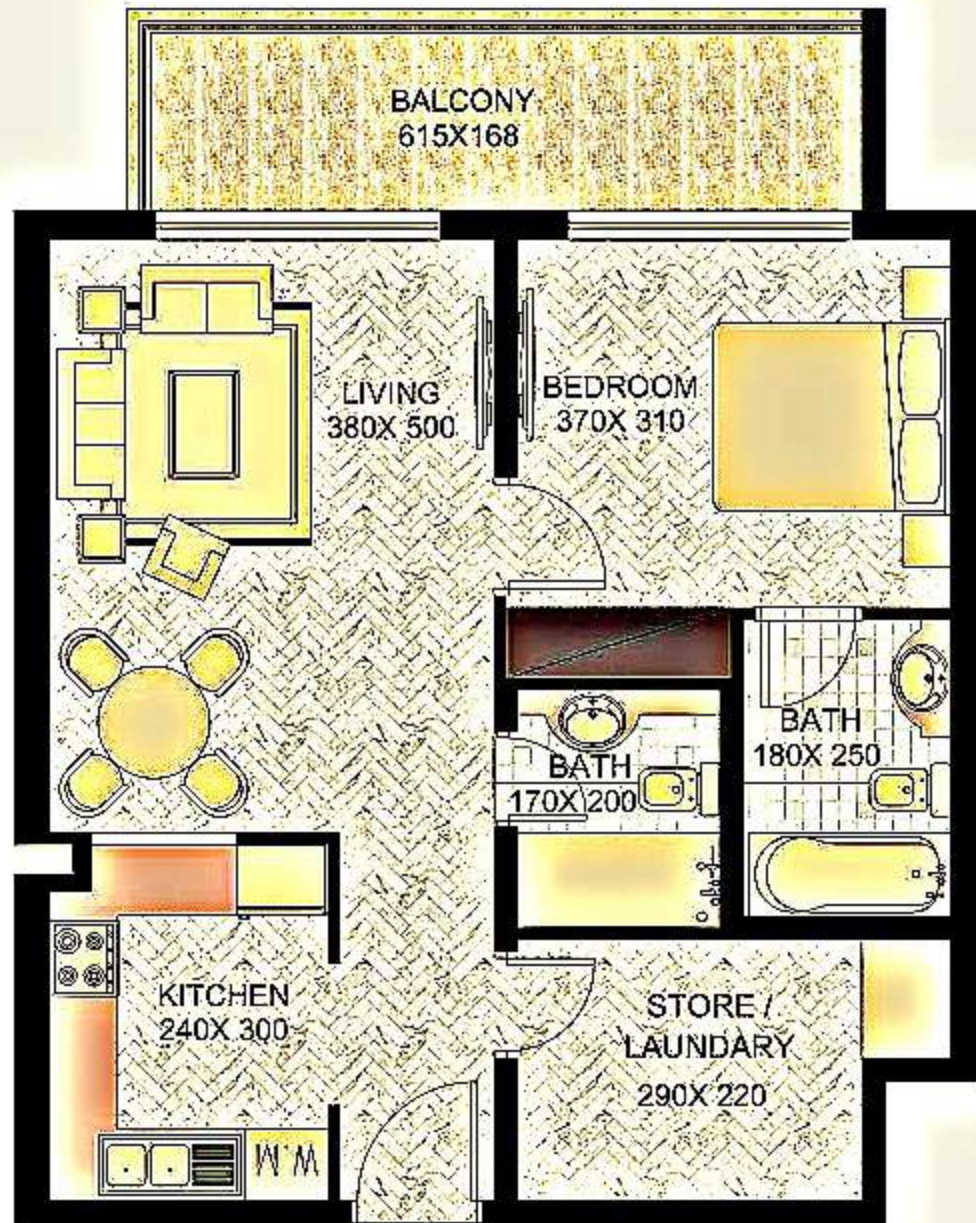 BALCONY
615X168
LIVING
380X 500
BEDROOM
370X 310
BATH
180X 250
BATH
170X 200
KITCHEN
240X 300
STORE /
LAUNDARY
290X 220
W.M